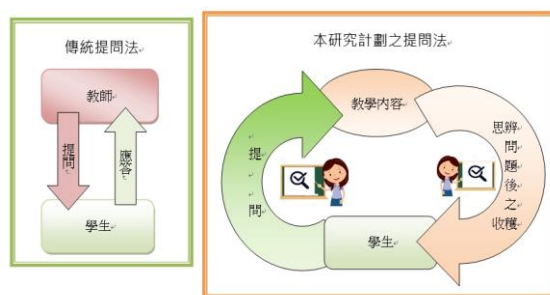 傳統提問法
教師
提問
應答
學生
本研究計劃之提問法
教學內容
提問
思辨問題後之收穫
學生